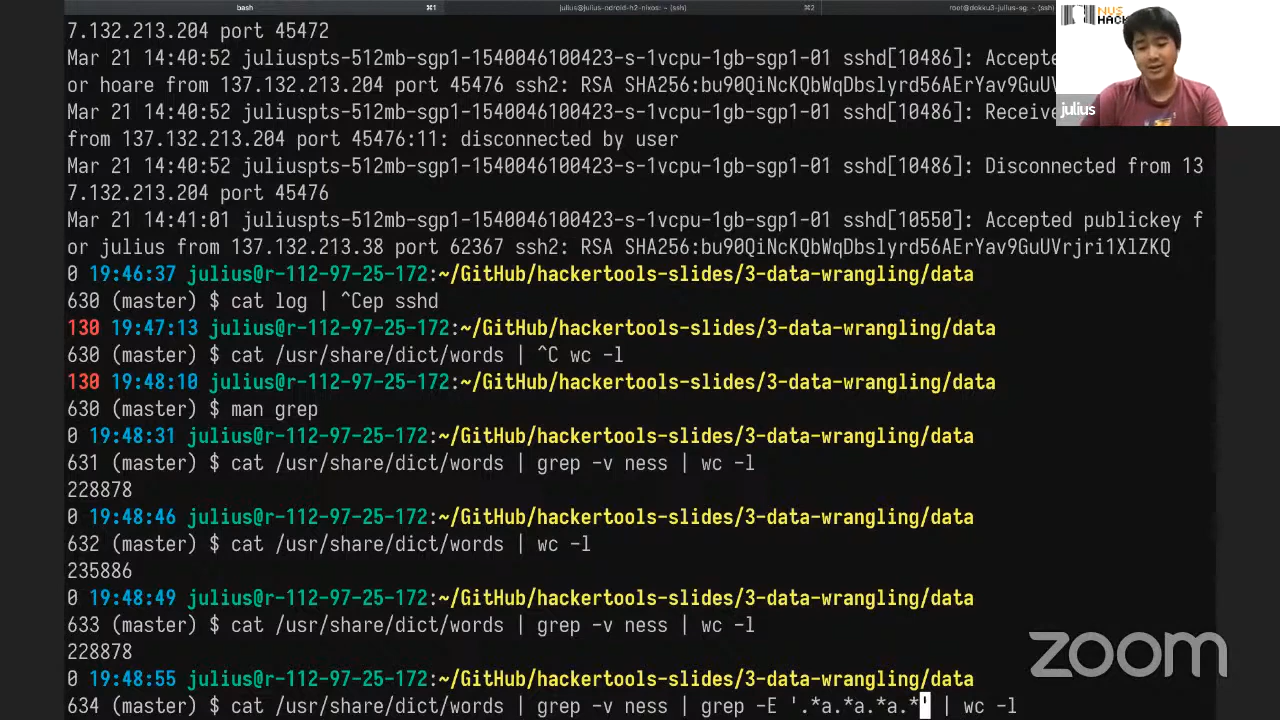 bash ⌘1 julius@julius-odroid-h2-nixos:~ (ssh) ⌘2 root@dokku3-julius-sg: ~ (ssh)
NUS
HACK
julius
7.132.213.204 port 45472
Mar 21 14:40:52 juliuspts-512mb-sgp1-1540046100423-s-1vcpu-1gb-sgp1-01 sshd[10486]: Accepte
or hoare from 137.132.213.204 port 45476 ssh2: RSA SHA256:bu90QiNcKQbWqDbslyrd56AErYav9GuUV
Mar 21 14:40:52 juliuspts-512mb-sgp1-1540046100423-s-1vcpu-1gb-sgp1-01 sshd[10486]: Receive
from 137.132.213.204 port 45476:11: disconnected by user
Mar 21 14:40:52 juliuspts-512mb-sgp1-1540046100423-s-1vcpu-1gb-sgp1-01 sshd[10486]: Disconnected from 13
7.132.213.204 port 45476
Mar 21 14:41:01 juliuspts-512mb-sgp1-1540046100423-s-1vcpu-1gb-sgp1-01 sshd[10550]: Accepted publickey f
or julius from 137.132.213.38 port 62367 ssh2: RSA SHA256:bu90QiNcKQbWqDbslyrd56AErYav9GuUVrjri1XlZKQ
0 19:46:37 julius@r-112-97-25-172:~/GitHub/hackertools-slides/3-data-wrangling/data
630 (master) $ cat log | ^Cep sshd
130 19:47:13 julius@r-112-97-25-172:~/GitHub/hackertools-slides/3-data-wrangling/data
630 (master) $ cat /usr/share/dict/words | ^C wc -l
130 19:48:10 julius@r-112-97-25-172:~/GitHub/hackertools-slides/3-data-wrangling/data
630 (master) $ man grep
0 19:48:31 julius@r-112-97-25-172:~/GitHub/hackertools-slides/3-data-wrangling/data
631 (master) $ cat /usr/share/dict/words | grep -v ness | wc -l
228878
0 19:48:46 julius@r-112-97-25-172:~/GitHub/hackertools-slides/3-data-wrangling/data
632 (master) $ cat /usr/share/dict/words | wc -l
235886
0 19:48:49 julius@r-112-97-25-172:~/GitHub/hackertools-slides/3-data-wrangling/data
633 (master) $ cat /usr/share/dict/words | grep -v ness | wc -l
228878
0 19:48:55 julius@r-112-97-25-172:~/GitHub/hackertools-slides/3-data-wrangling/data
634 (master) $ cat /usr/share/dict/words | grep -v ness | grep -E '.*a.*a.*a.*' | wc -l
zoom